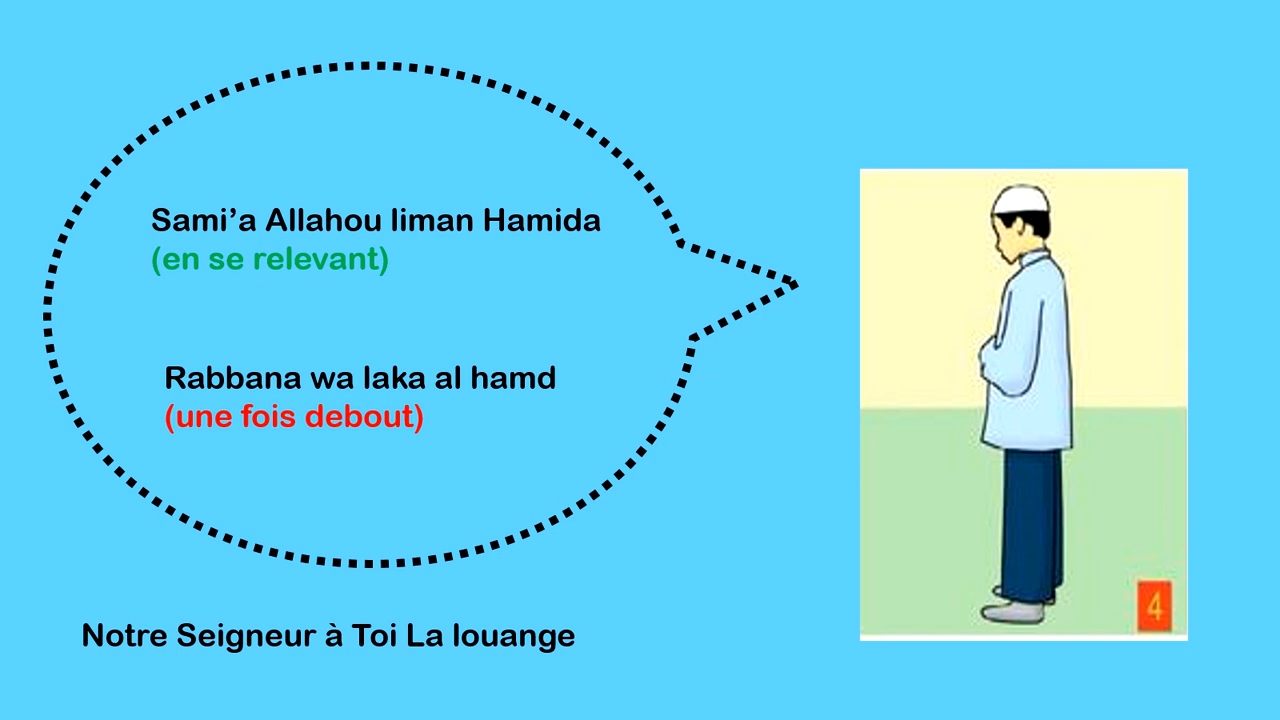 Sami’a Allahou liman Hamida
(en se relevant)
Rabbana wa laka al hamd
(une fois debout)
Notre Seigneur à Toi La louange
4